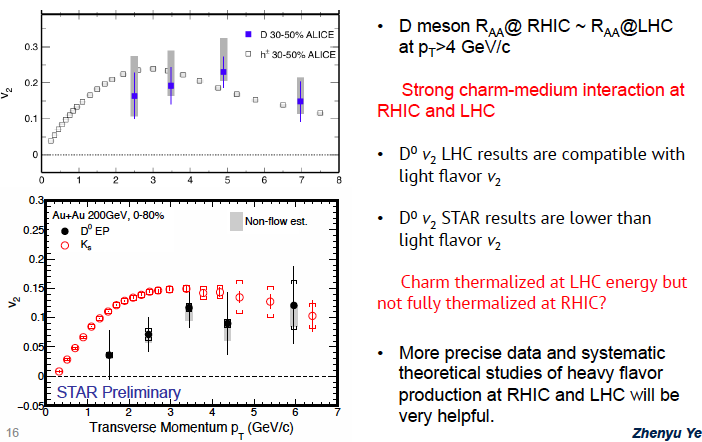 D 30-50% ALICE
h± 30-50% ALICE
v2
0.3
0.2
0.1
0
0 1 2 3 4 5 6 7 8
Au+Au 200GeV, 0-80%
D0 EP
Ks
Non-flow est.
v2
0.3
0.25
0.2
0.15
0.1
0.05
0
-0.05
STAR Preliminary
0 1 2 3 4 5 6 7
Transverse Momentum pT (GeV/c)
16
• D meson RAA@ RHIC ~ RAA@LHC
at pT>4 GeV/c
Strong charm-medium interaction at
RHIC and LHC
• D0 v2 LHC results are compatible with
light flavor v2
• D0 v2 STAR results are lower than
light flavor v2
Charm thermalized at LHC energy but
not fully thermalized at RHIC?
• More precise data and systematic
theoretical studies of heavy flavor
production at RHIC and LHC will be
very helpful.
Zhenyu Ye